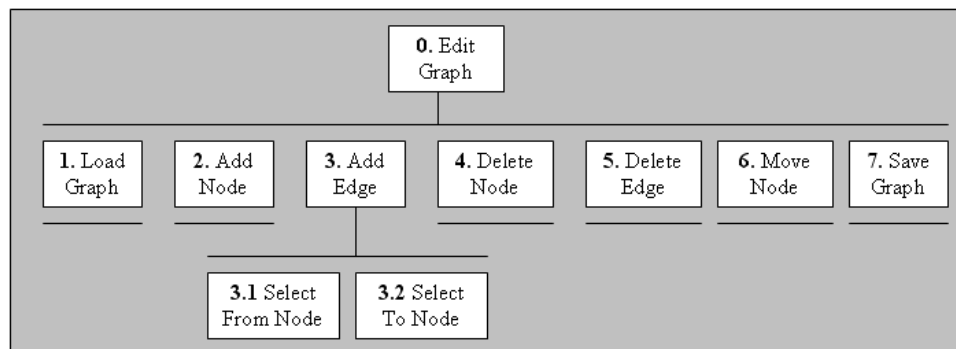 0. Edit
Graph
1. Load
Graph
2. Add
Node
3. Add
Edge
4. Delete
Node
5. Delete
Edge
6. Move
Node
7. Save
Graph
3.1 Select
From Node
3.2 Select
To Node